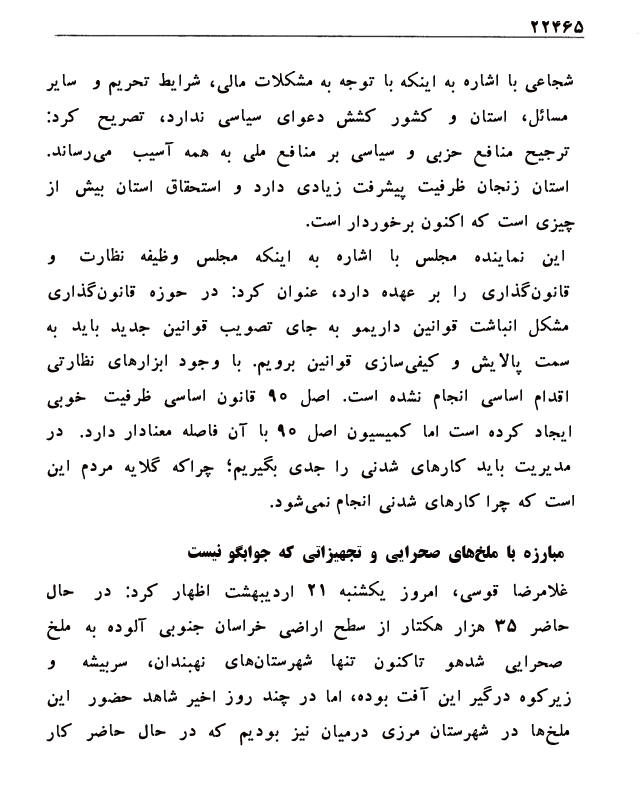 ۲۲۴۶۵
شجاعی با اشاره به اینکه با توجه به مشکلات مالی، شرایط تحریم و سایر
مسائل، استان و کشور کشش دعوای سیاسی ندارد، تصریح کرد:
ترجیح منافع حزبی و سیاسی بر منافع ملی به همه آسیب می‌رساند.
استان زنجان ظرفیت پیشرفت زیادی دارد و استحقاق استان بیش از
چیزی است که اکنون برخوردار است.
این نماینده مجلس با اشاره به اینکه مجلس وظیفه نظارت و
قانون‌گذاری را بر عهده دارد، عنوان کرد: در حوزه قانون‌گذاری
مشکل انباشت قوانین داریمو به جای تصویب قوانین جدید باید به
سمت پالایش و کیفی‌سازی قوانین برویم. با وجود ابزارهای نظارتی
اقدام اساسی انجام نشده است. اصل ۹۰ قانون اساسی ظرفیت خوبی
ایجاد کرده است اما کمیسیون اصل ۹۰ با آن فاصله معنادار دارد. در
مدیریت باید کارهای شدنی را جدی بگیریم؛ چراکه گلایه مردم این
است که چرا کارهای شدنی انجام نمی‌شود.
مبارزه با ملخ‌های صحرایی و تجهیزاتی که جوابگو نیست
غلامرضا قوسی، امروز یکشنبه ۲۱ اردیبهشت اظهار کرد: در حال
حاضر ۳۵ هزار هکتار از سطح اراضی خراسان جنوبی آلوده به ملخ
صحرایی شدهو تاکنون تنها شهرستان‌های نهبندان، سربیشه و
زیرکوه درگیر این آفت بوده، اما در چند روز اخیر شاهد حضور این
ملخ‌ها در شهرستان مرزی درمیان نیز بودیم که در حال حاضر کار